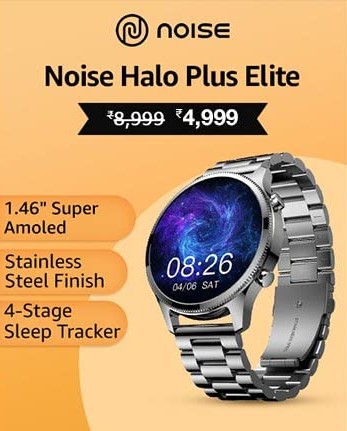 noise
Noise Halo Plus Elite
₹8,999 ₹4,999
1.46" Super
Amoled
Stainless
Steel Finish
4-Stage
Sleep Tracker
08:26
04/06 SAT